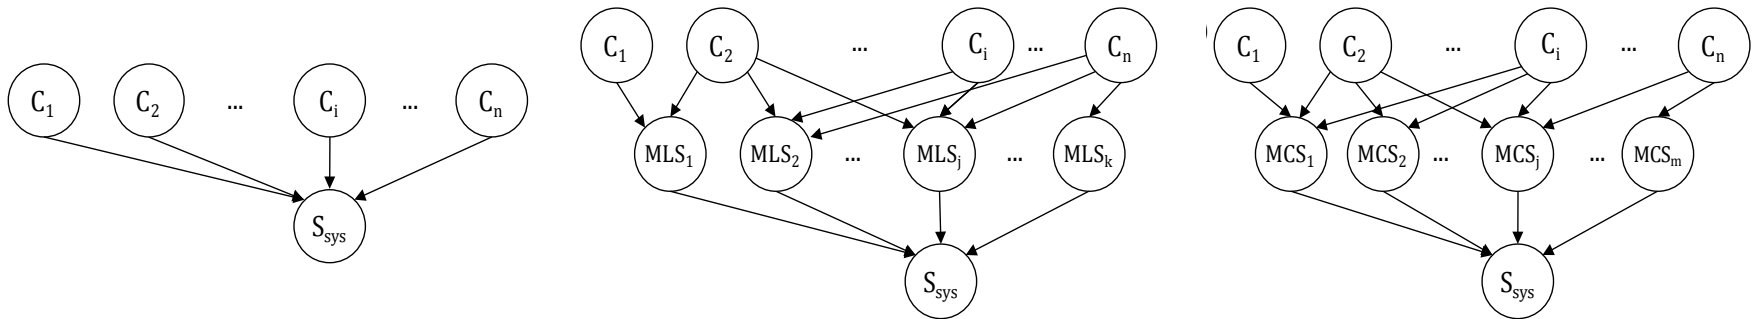 C1 C2 ... Ci ... Cn
Ssys
C1 C2 ... Ci ... Cn
MLS1 MLS2 ... MLSj ... MLSk
Ssys
C1 C2 ... Ci ... Cn
MCS1 MCS2 ... MCSj ... MCSm
Ssys